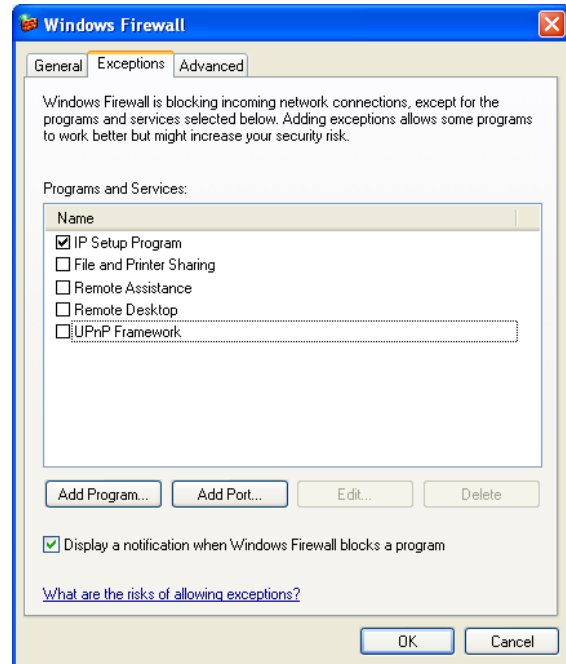 Windows Firewall
General Exceptions Advanced
Windows Firewall is blocking incoming network connections, except for the
programs and services selected below. Adding exceptions allows some programs
to work better but might increase your security risk.
Programs and Services:
Name
IP Setup Program
File and Printer Sharing
Remote Assistance
Remote Desktop
UPnP Framework
Add Program... Add Port... Edit... Delete
Display a notification when Windows Firewall blocks a program
What are the risks of allowing exceptions?
OK Cancel